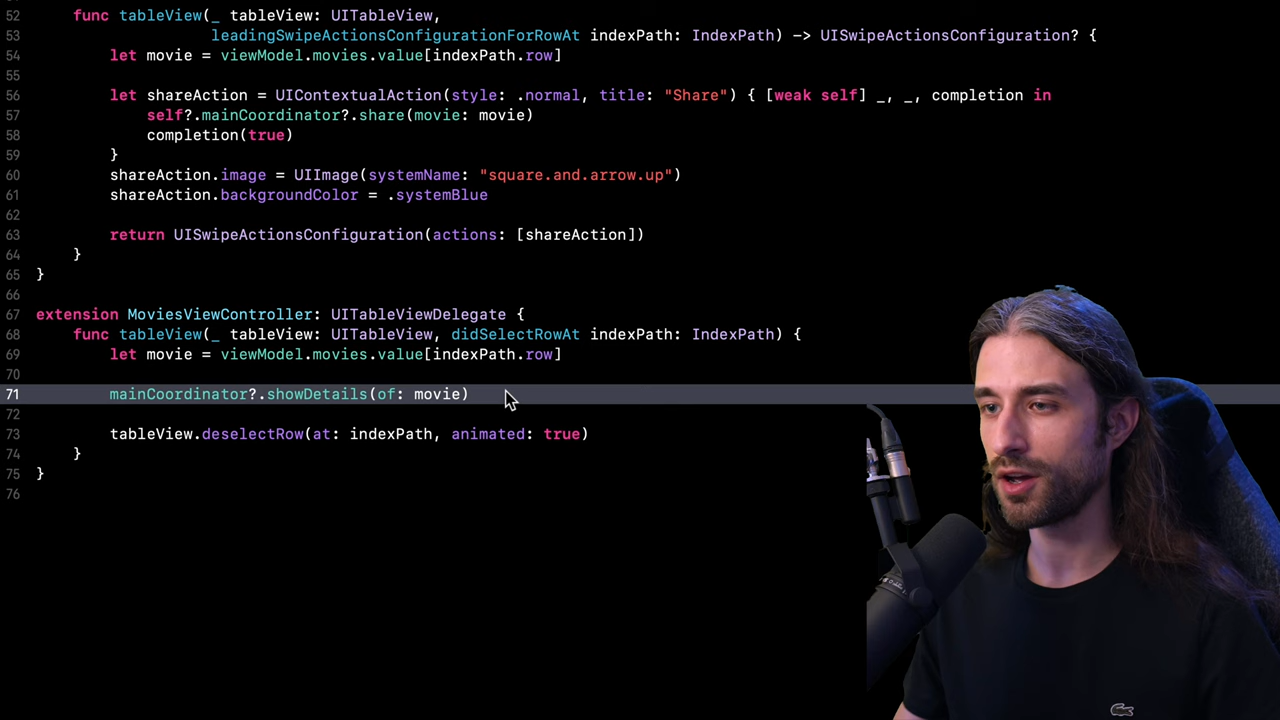 52 func tableView(_ tableView: UITableView,
53 leadingSwipeActionsConfigurationForRowAt indexPath: IndexPath) -> UISwipeActionsConfiguration? {
54 let movie = viewModel.movies.value[indexPath.row]
55
56 let shareAction = UIContextualAction(style: .normal, title: "Share") { [weak self] _, _, completion in
57 self?.mainCoordinator?.share(movie: movie)
58 completion(true)
59 }
60 shareAction.image = UIImage(systemName: "square.and.arrow.up")
61 shareAction.backgroundColor = .systemBlue
62
63 return UISwipeActionsConfiguration(actions: [shareAction])
64 }
65 }
66
67 extension MoviesViewController: UITableViewDelegate {
68 func tableView(_ tableView: UITableView, didSelectRowAt indexPath: IndexPath) {
69 let movie = viewModel.movies.value[indexPath.row]
70
71 mainCoordinator?.showDetails(of: movie)
72
73 tableView.deselectRow(at: indexPath, animated: true)
74 }
75 }
76